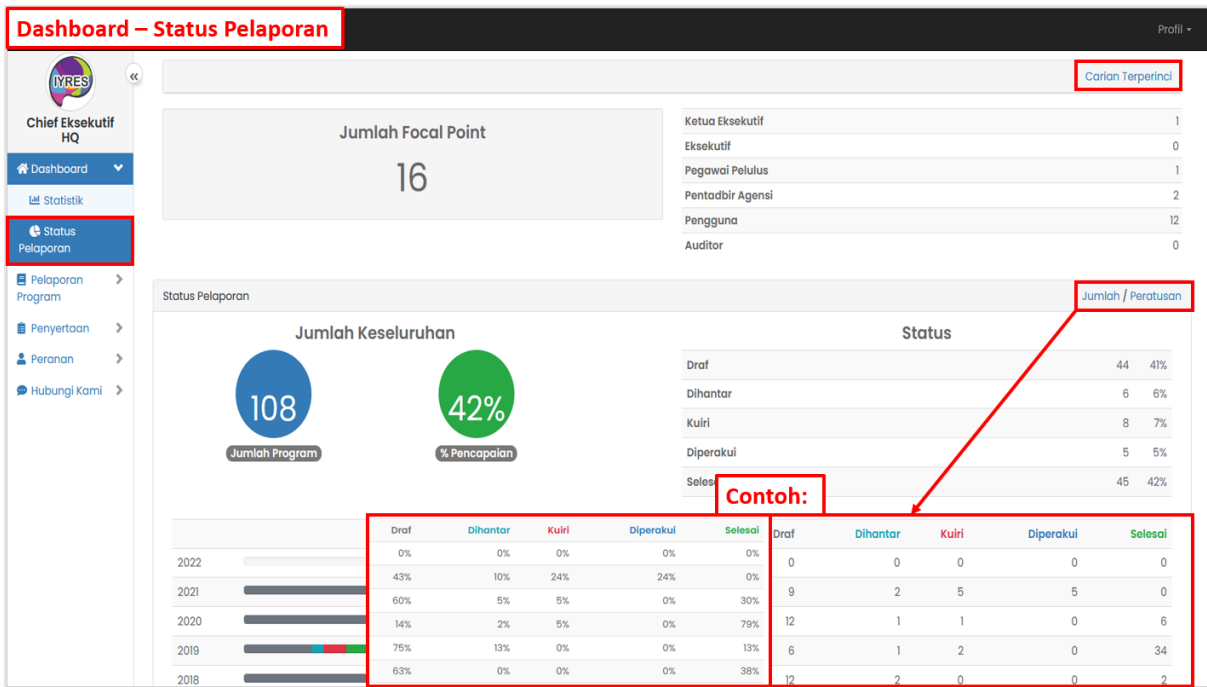 Dashboard – Status Pelaporan
Profil
IYRES
«
Carian Terperinci
Chief Eksekutif
HQ
Dashboard
Statistik
Status
Pelaporan
Pelaporan
Program
Penyertaan
Peranan
Hubungi Kami
Jumlah Focal Point
16
Ketua Eksekutif 1
Eksekutif 0
Pegawai Pelulus 1
Pentadbir Agensi 2
Pengguna 12
Auditor 0
Status Pelaporan
Jumlah / Peratusan
Jumlah Keseluruhan
108
Jumlah Program
42%
% Pencapaian
Status
Draf 44 41%
Dihantar 6 6%
Kuiri 8 7%
Diperakui 5 5%
Seles 45 42%
Contoh:
Draf Dihantar Kuiri Diperakui Selesai
0% 0% 0% 0% 0%
43% 10% 24% 24% 0%
60% 5% 5% 0% 30%
14% 2% 5% 0% 79%
75% 13% 0% 0% 13%
63% 0% 0% 0% 38%
Draf Dihantar Kuiri Diperakui Selesai
2022 0 0 0 0 0
2021 9 2 5 5 0
2020 12 1 1 0 6
2019 6 1 2 0 34
2018 12 2 0 0 2